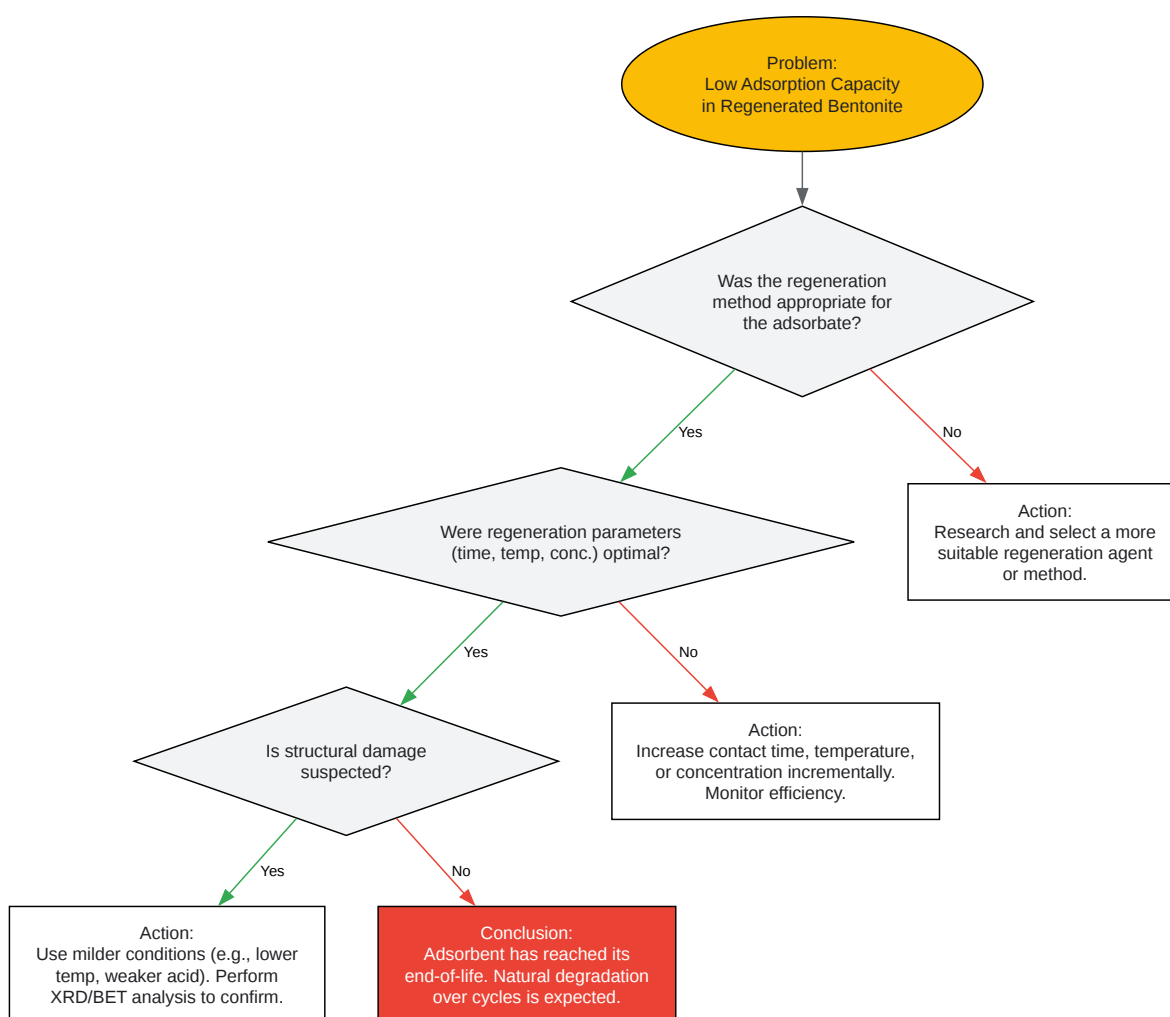 Problem:
Low Adsorption Capacity
in Regenerated Bentonite
Was the regeneration
method appropriate for
the adsorbate?
Yes
No
Were regeneration parameters
(time, temp, conc.) optimal?
Action:
Research and select a more
suitable regeneration agent
or method.
Yes
No
Is structural damage
suspected?
Action:
Increase contact time, temperature,
or concentration incrementally.
Monitor efficiency.
Yes
No
Action:
Use milder conditions (e.g., lower
temp, weaker acid). Perform
XRD/BET analysis to confirm.
Conclusion:
Adsorbent has reached its
end-of-life. Natural degradation
over cycles is expected.